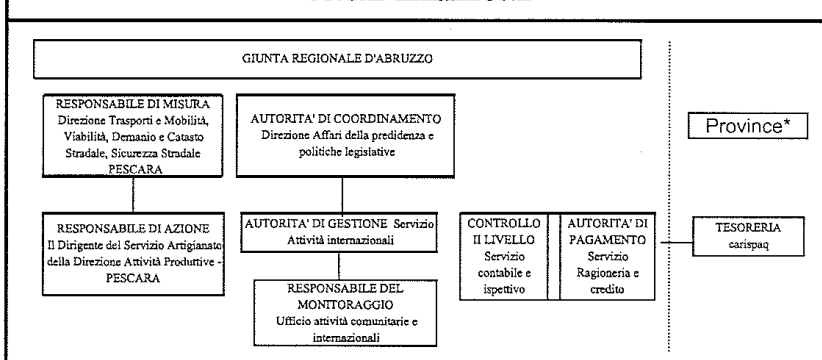 GIUNTA REGIONALE D'ABRUZZO
RESPONSABILE DI MISURA
Direzione Trasporti e Mobilità,
Viabilità, Demanio e Catasto
Stradale, Sicurezza Stradale
PESCARA
AUTORITA' DI COORDINAMENTO
Direzione Affari della predidenza e
politiche legislative
Province*
RESPONSABILE DI AZIONE
Il Dirigente del Servizio Artigianato
della Direzione Attività Produttive -
PESCARA
AUTORITA' DI GESTIONE Servizio
Attività internazionali
CONTROLLO
II LIVELLO
Servizio
contabile e
ispettivo
AUTORITA' DI
PAGAMENTO
Servizio
Ragioneria e
credito
TESORERIA
carispaq
RESPONSABILE DEL
MONITORAGGIO
Ufficio attività comunitarie e
internazionali